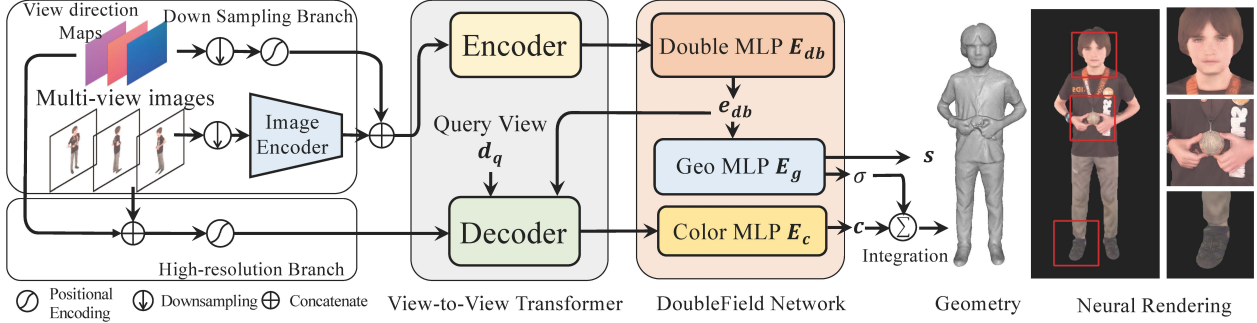 View direction
Maps
Down Sampling Branch
Multi-view images
Image
Encoder
High-resolution Branch
Positional
Encoding
Downsampling
Concatenate
Encoder
Query View
d_q
Decoder
View-to-View Transformer
Double MLP E_db
e_db
Geo MLP E_g
s
σ
Color MLP E_c
c
Σ
Integration
DoubleField Network
Geometry
Neural Rendering